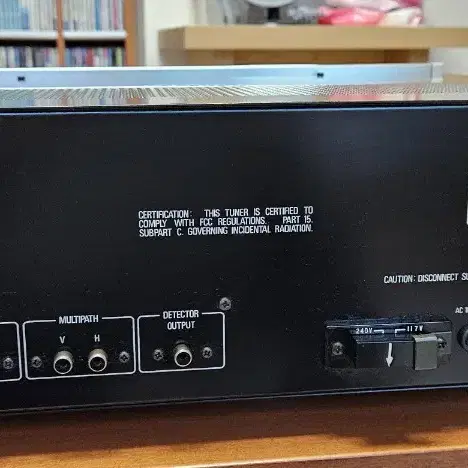 CERTIFICATION: THIS TUNER IS CERTIFIED TO
COMPLY WITH FCC REGULATIONS. PART 15.
SUBPART C. GOVERNING INCIDENTAL RADIATION.
CAUTION: DISCONNECT
MULTIPATH
V H
DETECTOR
OUTPUT
240V 117V
AC